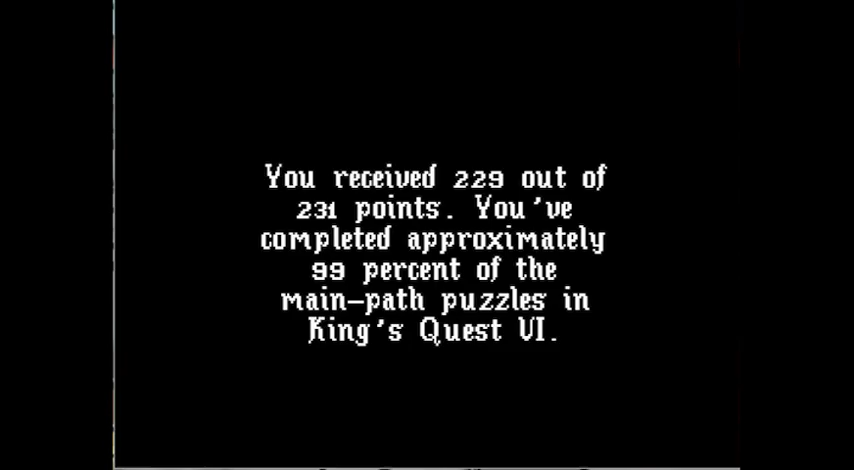 You received 229 out of
231 points. You've
completed approximately
99 percent of the
main-path puzzles in
King's Quest VI.